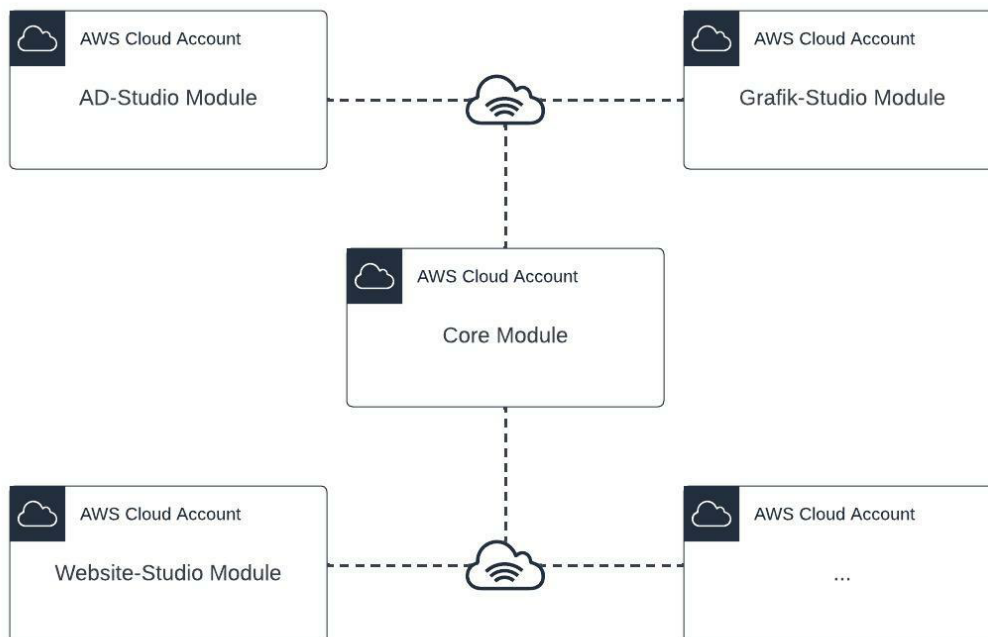 AWS Cloud Account
AD-Studio Module
AWS Cloud Account
Grafik-Studio Module
AWS Cloud Account
Core Module
AWS Cloud Account
Website-Studio Module
AWS Cloud Account
...